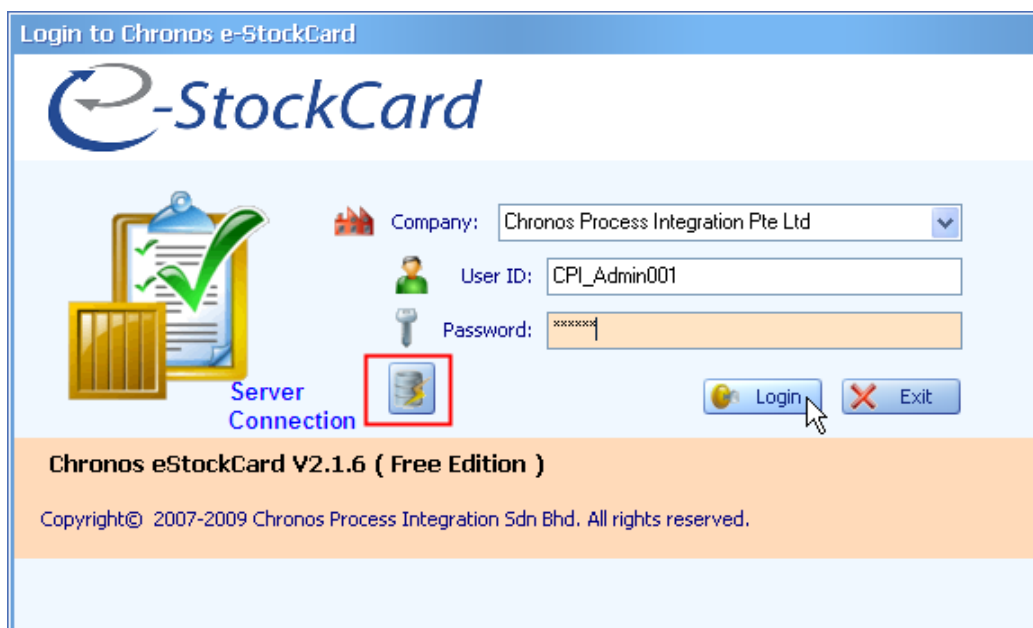 Login to Chronos e-StockCard
e-StockCard
Company: Chronos Process Integration Pte Ltd
User ID: CPI_Admin001
Password: ******
Server
Connection
Login Exit
Chronos eStockCard V2.1.6 ( Free Edition )
Copyright© 2007-2009 Chronos Process Integration Sdn Bhd. All rights reserved.